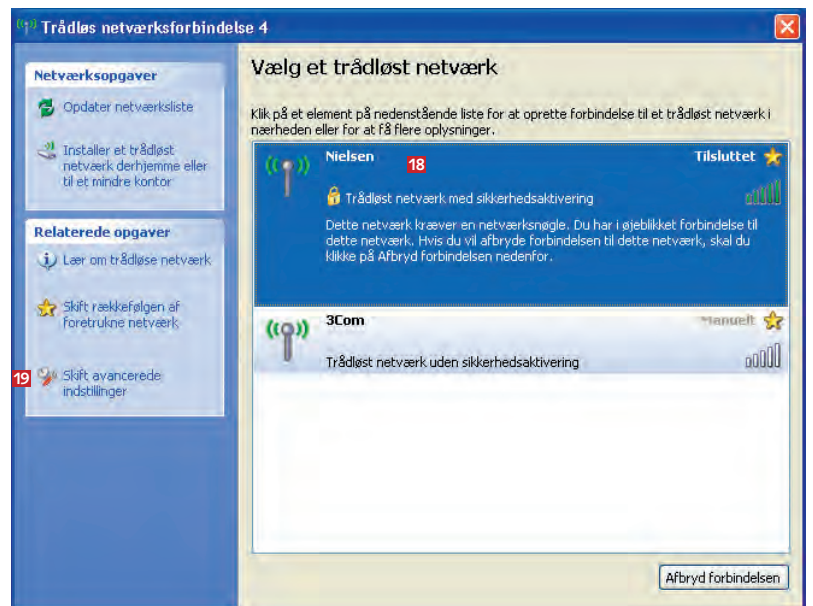 Trådløs netværksforbindelse 4
Netværksopgaver
Opdater netværksliste
Installer et trådløst
netværk derhjemme eller
til et mindre kontor
Relaterede opgaver
Lær om trådløse netværk
Skift rækkefølgen af
foretrukne netværk
19
Skift avancerede
indstillinger
Vælg et trådløst netværk
Klik på et element på nedenstående liste for at oprette forbindelse til et trådløst netværk i
nærheden eller for at få flere oplysninger.
Nielsen 18 Tilsluttet
Trådløst netværk med sikkerhedsaktivering
Dette netværk kræver en netværksnøgle. Du har i øjeblikket forbindelse til
dette netværk. Hvis du vil afbryde forbindelsen til dette netværk, skal du
klikke på Afbryd forbindelsen nedenfor.
3Com Manuelt
Trådløst netværk uden sikkerhedsaktivering
Afbryd forbindelsen